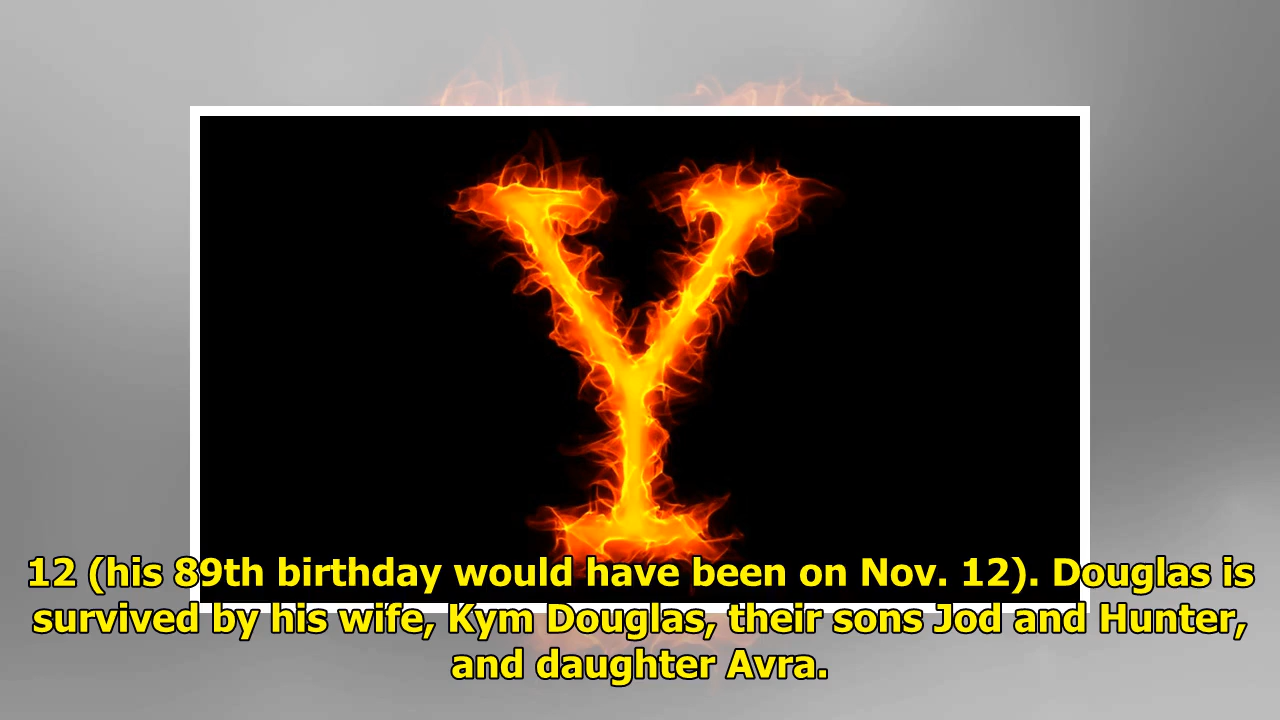 Y
12 (his 89th birthday would have been on Nov. 12). Douglas is
survived by his wife, Kym Douglas, their sons Jod and Hunter,
and daughter Avra.